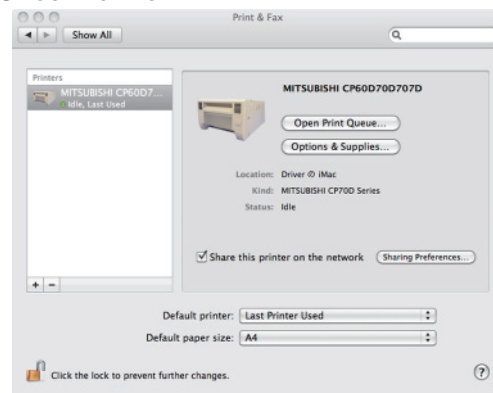 Print & Fax
Show All
Printers
MITSUBISHI CP60D7...
Idle, Last Used
MITSUBISHI CP60D70D707D
Open Print Queue...
Options & Supplies...
Location: Driver @ iMac
Kind: MITSUBISHI CP70D Series
Status: Idle
Share this printer on the network
Sharing Preferences...
+ −
Default printer: Last Printer Used
Default paper size: A4
Click the lock to prevent further changes.
?